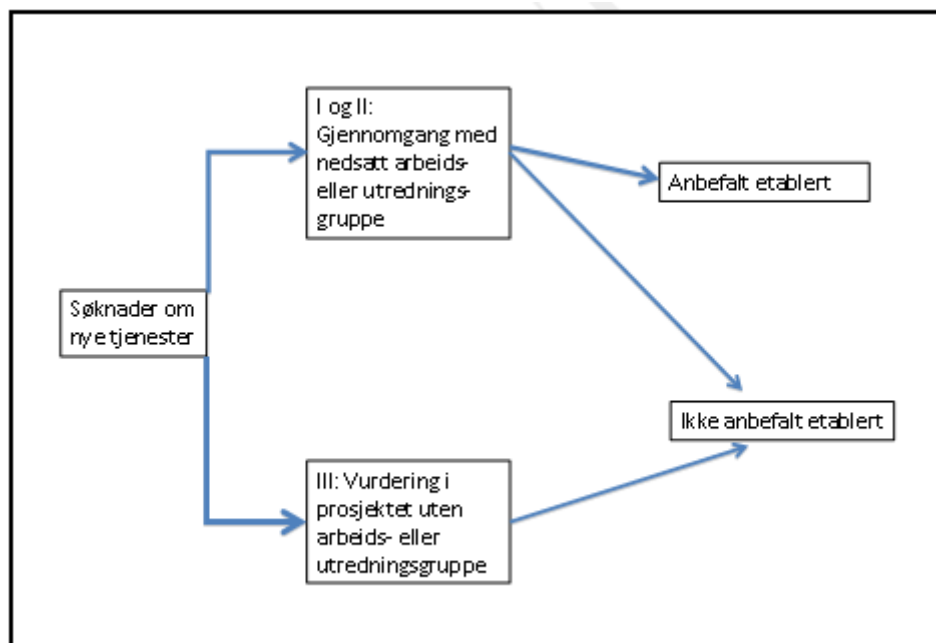 I og II:
Gjennomgang med
nedsatt arbeids-
eller utrednings-
gruppe
Anbefalt etablert
Søknader om
nye tjenester
Ikke anbefalt etablert
III: Vurdering i
prosjektet uten
arbeids- eller
utredningsgruppe